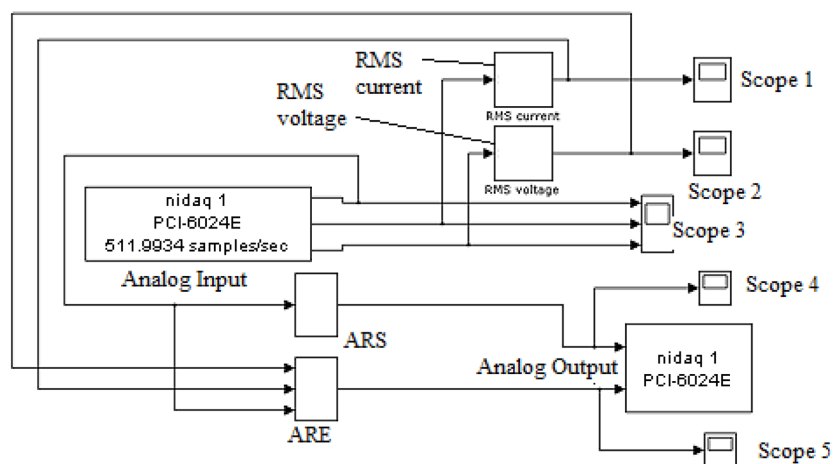 RMS
current
Scope 1
RMS
voltage
RMS current
Scope 2
RMS voltage
nidaq 1
PCI-6024E
511.9934 samples/sec
Scope 3
Analog Input
Scope 4
ARS
Analog Output
nidaq 1
PCI-6024E
ARE
Scope 5